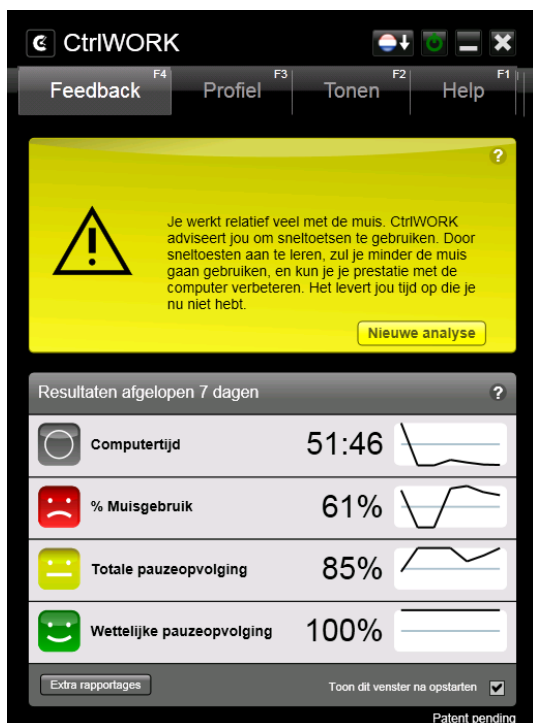 CtrlWORK
Feedback F4 Profiel F3 Tonen F2 Help F1
?
Je werkt relatief veel met de muis. CtrlWORK
adviseert jou om sneltoetsen te gebruiken. Door
sneltoesten aan te leren, zul je minder de muis
gaan gebruiken, en kun je je prestatie met de
computer verbeteren. Het levert jou tijd op die je
nu niet hebt.
Nieuwe analyse
Resultaten afgelopen 7 dagen ?
Computertijd 51:46
% Muisgebruik 61%
Totale pauzeopvolging 85%
Wettelijke pauzeopvolging 100%
Extra rapportages Toon dit venster na opstarten
Patent pending